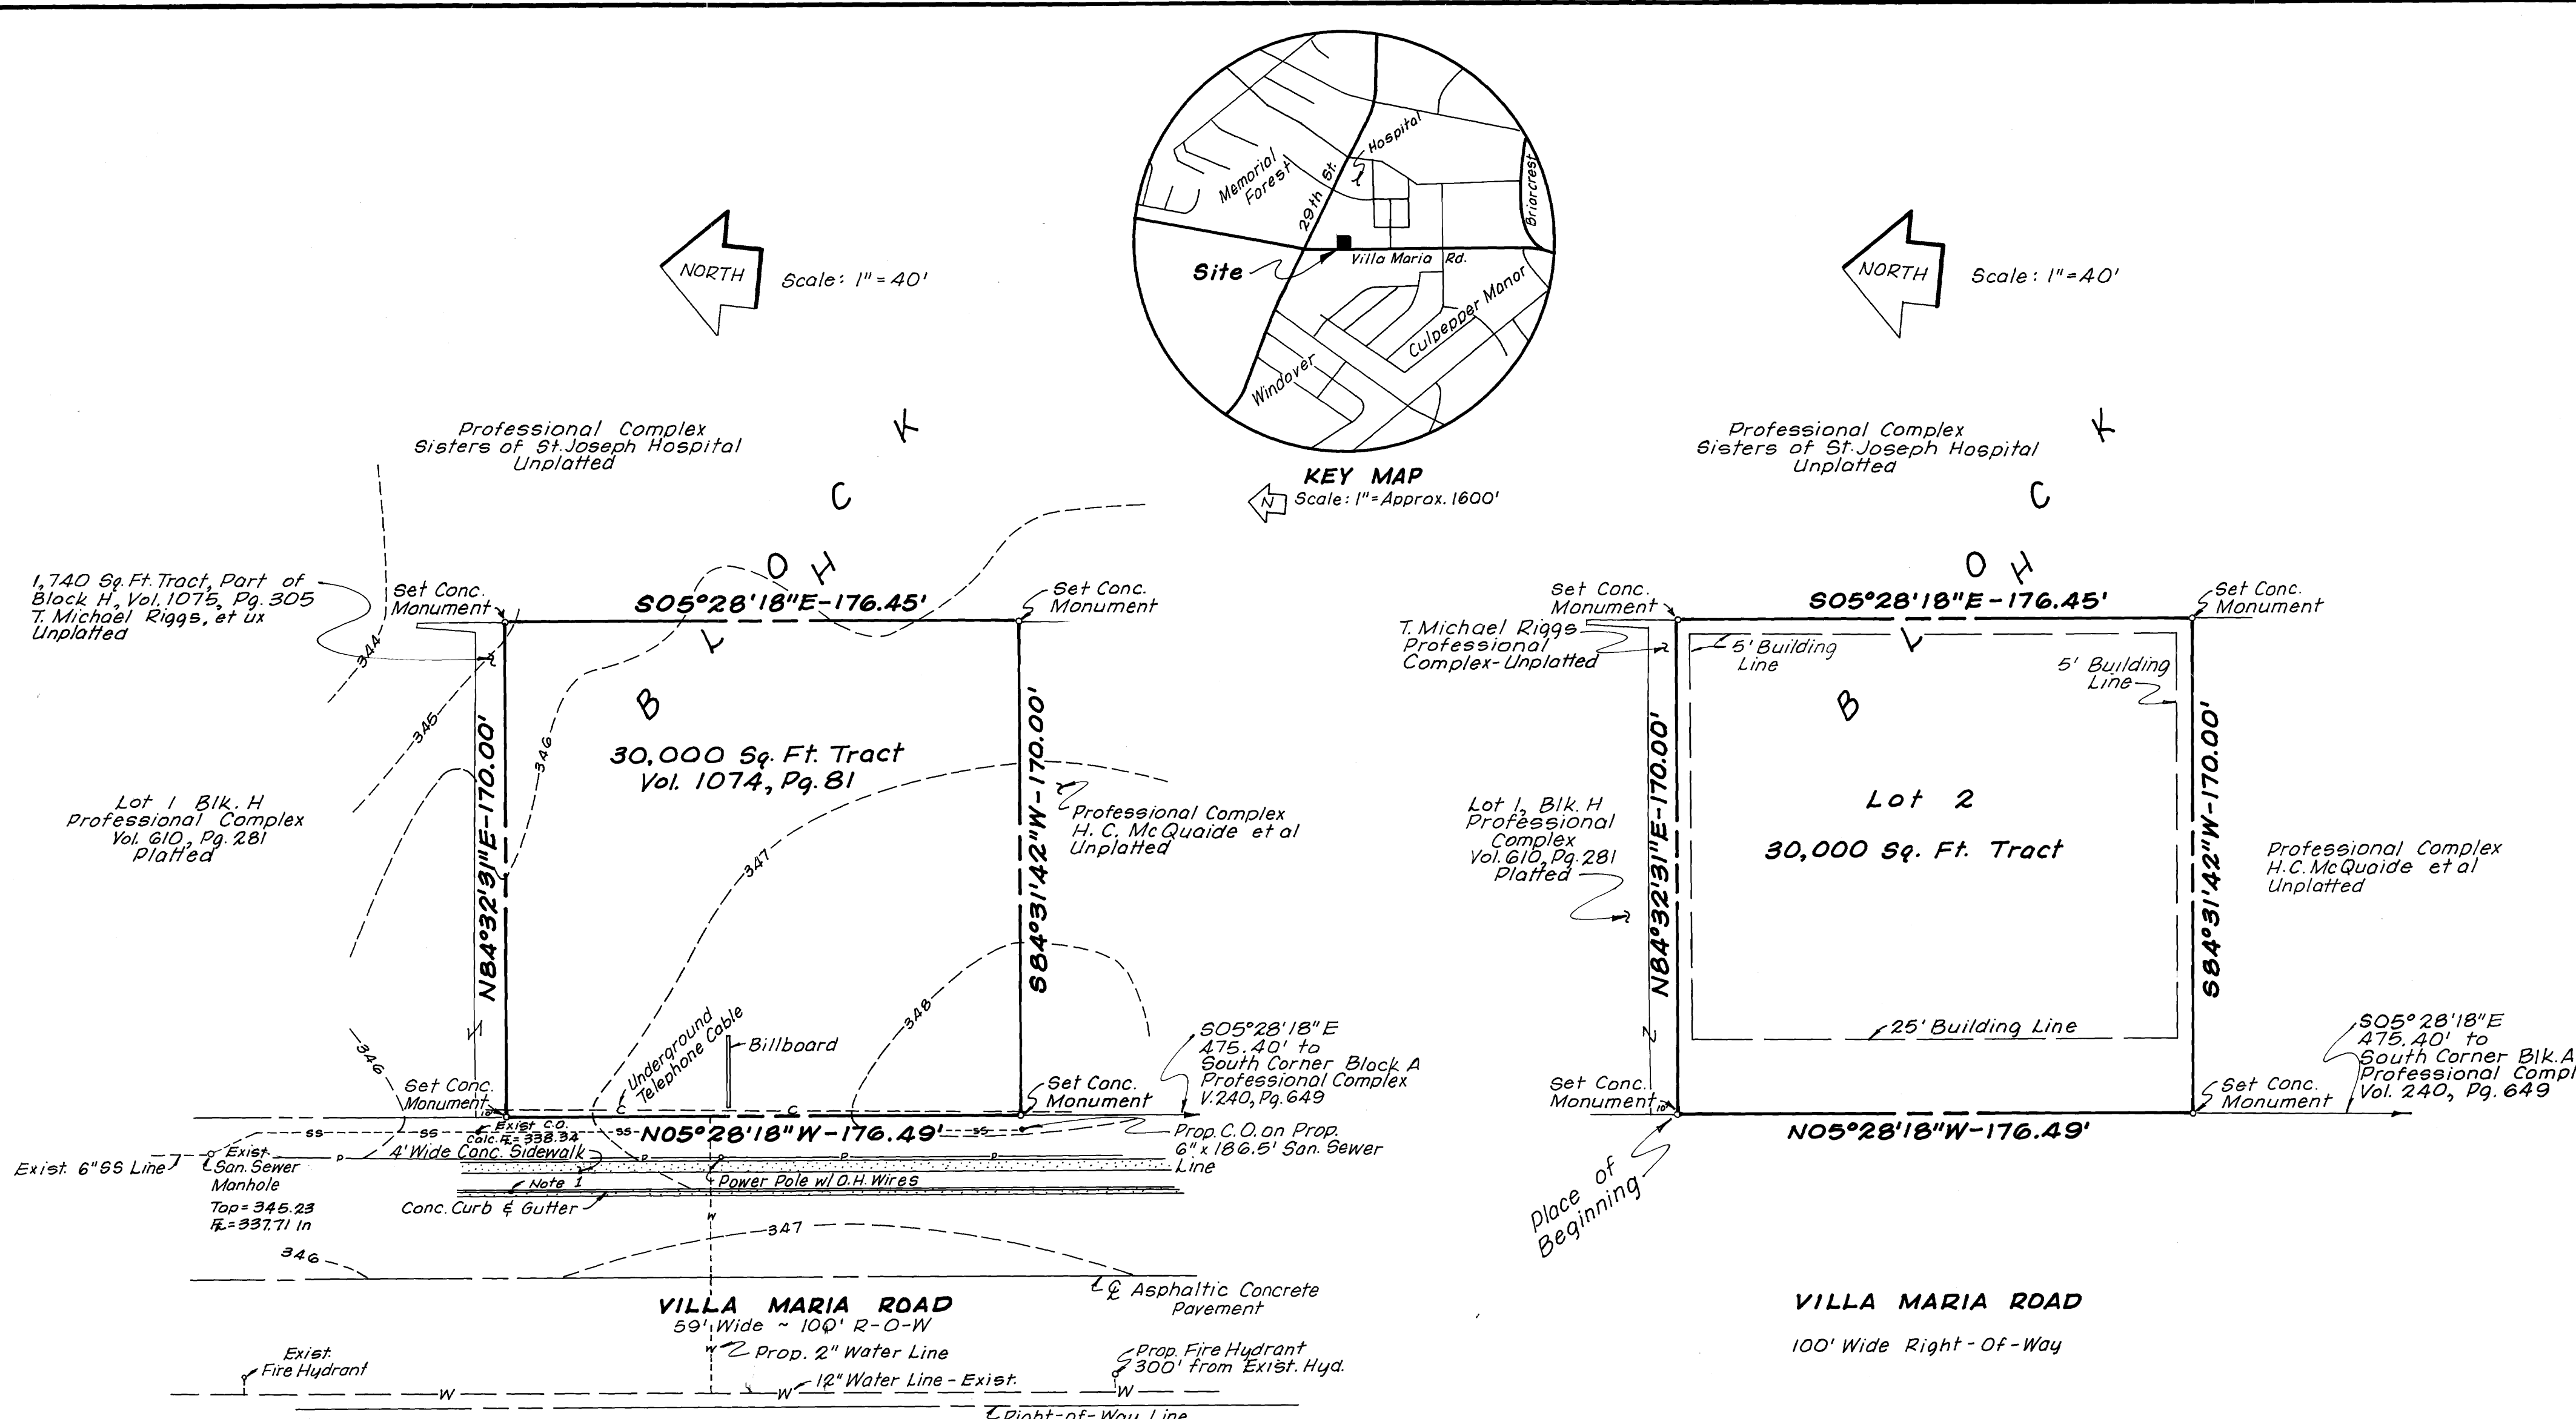 Hospital
Memorial
Forest
29th St.
Briarcrest
Site
Villa Maria Rd.
Culpepper Manor
Windover
KEY MAP
N
Scale: 1"=Approx. 1600'
NORTH
Scale: 1" = 40'
Professional Complex
Sisters of St. Joseph Hospital
Unplatted
B L O C K
H
1,740 Sq. Ft. Tract, Part of
Block H, Vol. 1075, Pg. 305
T. Michael Riggs, et ux
Unplatted
344
345
346
Set Conc.
Monument
S05°28'18"E-176.45'
Set Conc.
Monument
30,000 Sq. Ft. Tract
Vol. 1074, Pg. 81
N84°32'31"E-170.00'
S84°31'42"W-170.00'
Lot 1 Blk. H
Professional Complex
Vol. 610, Pg. 281
Platted
347
Professional Complex
H. C. McQuaide et al
Unplatted
348
346
Underground
Telephone Cable
Billboard
S05°28'18"E
475.40' to
South Corner Block A
Professional Complex
V.240, Pg. 649
Set Conc.
Monument
10'
Set Conc.
Monument
C
C
SS
SS
Exist C.O.
Calc. FL = 338.34
SS
N05°28'18"W-176.49'
SS
Prop. C.O. on Prop.
6" x 186.5' San. Sewer
Line
Exist. 6"SS Line
Exist.
San. Sewer
Manhole
Top = 345.23
FL = 337.71 In
P
4' Wide Conc. Sidewalk
P
P
P
Note 1
Power Pole w/ O.H. Wires
Conc. Curb & Gutter
W
347
346
CL Asphaltic Concrete
Pavement
VILLA MARIA ROAD
59' Wide ~ 100' R-O-W
W
Prop. 2" Water Line
Exist.
Fire Hydrant
Prop. Fire Hydrant
300' from Exist. Hyd.
W
W
12" Water Line - Exist.
W
Right-of-Way Line
NORTH
Scale: 1"=40'
Professional Complex
Sisters of St. Joseph Hospital
Unplatted
B L O C K
H
Set Conc.
Monument
S05°28'18"E-176.45'
Set Conc.
Monument
T. Michael Riggs
Professional
Complex-Unplatted
5' Building
Line
5' Building
Line
N84°32'31"E-170.00'
S84°31'42"W-170.00'
Lot 1, Blk. H
Professional
Complex
Vol. 610, Pg. 281
Platted
Lot 2
30,000 Sq. Ft. Tract
Professional Complex
H.C. McQuaide et al
Unplatted
25' Building Line
S05°28'18"E
475.40' to
South Corner Blk. A
Professional Compl
Vol. 240, Pg. 649
Set Conc.
Monument
10'
Set Conc.
Monument
N05°28'18"W-176.49'
Place of
Beginning
VILLA MARIA ROAD
100' Wide Right-Of-Way